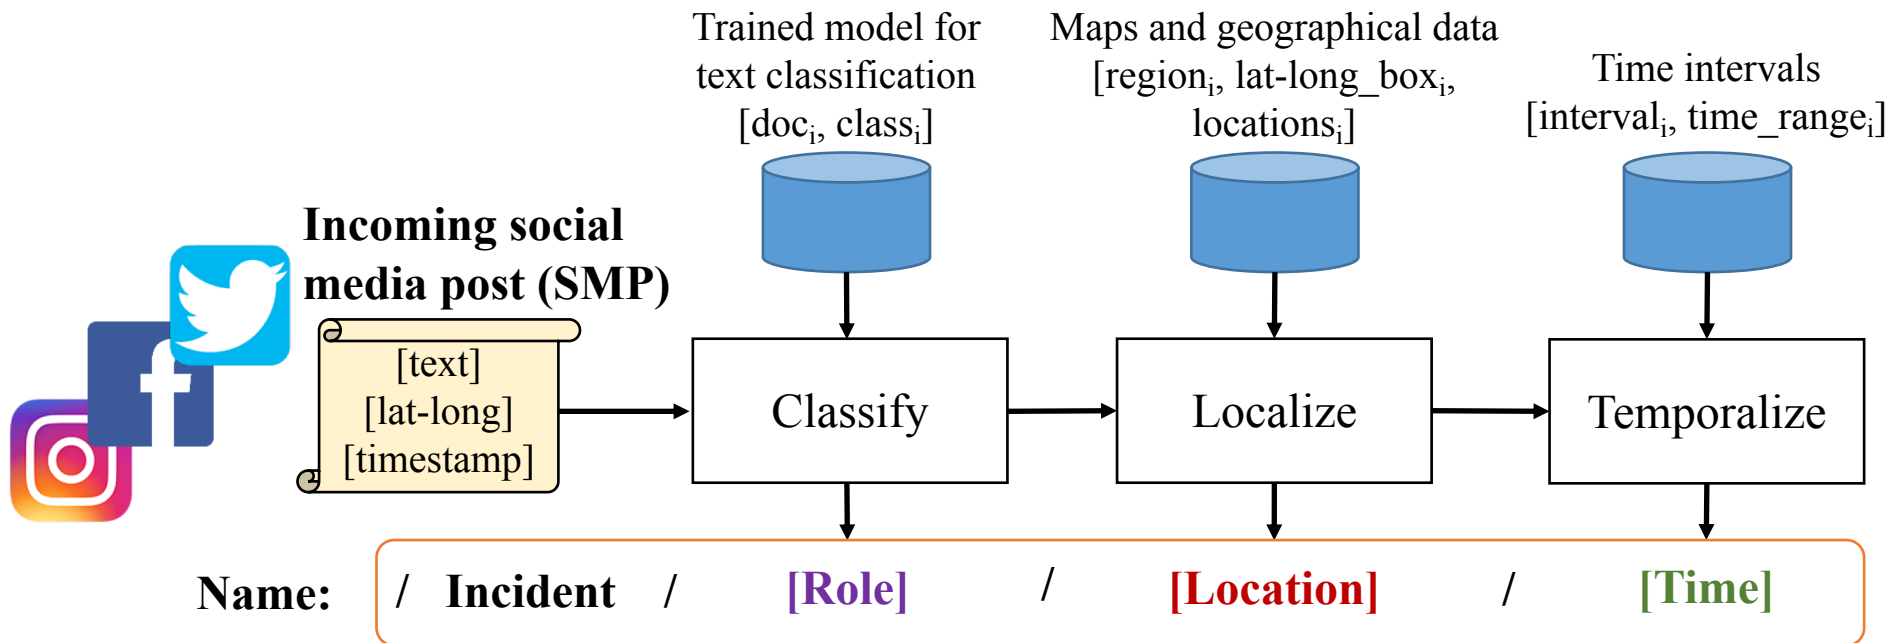 Trained model for
text classification
[docᵢ, classᵢ]
Maps and geographical data
[regionᵢ, lat-long_boxᵢ,
locationsᵢ]
Time intervals
[intervalᵢ, time_rangeᵢ]
Incoming social
media post (SMP)
[text]
[lat-long]
[timestamp]
Classify
Localize
Temporalize
Name: / Incident / [Role] / [Location] / [Time]